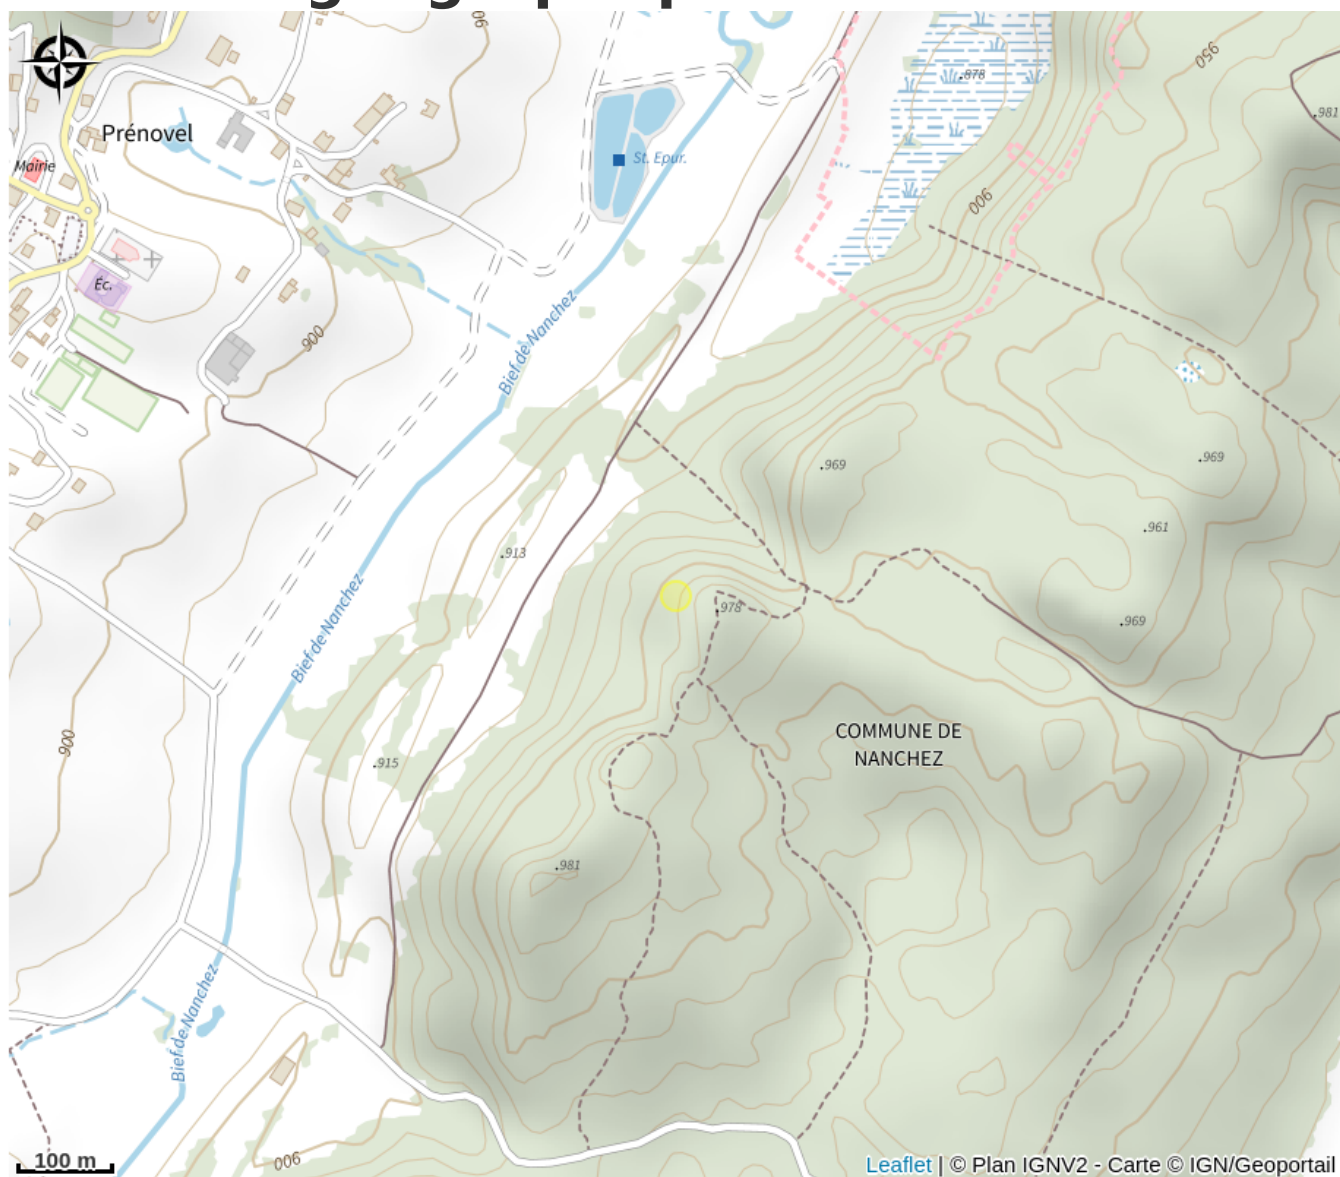 Prénovel
Mairie
Éc.
St. Epur.
878
950
981
900
900
Bief de Nanchez
969
969
961
913
978
969
Bief de Nanchez
COMMUNE DE
NANCHEZ
900
915
981
Bief de Nanchez
900
100 m
Leaflet | © Plan IGNV2 - Carte © IGN/Geoportail